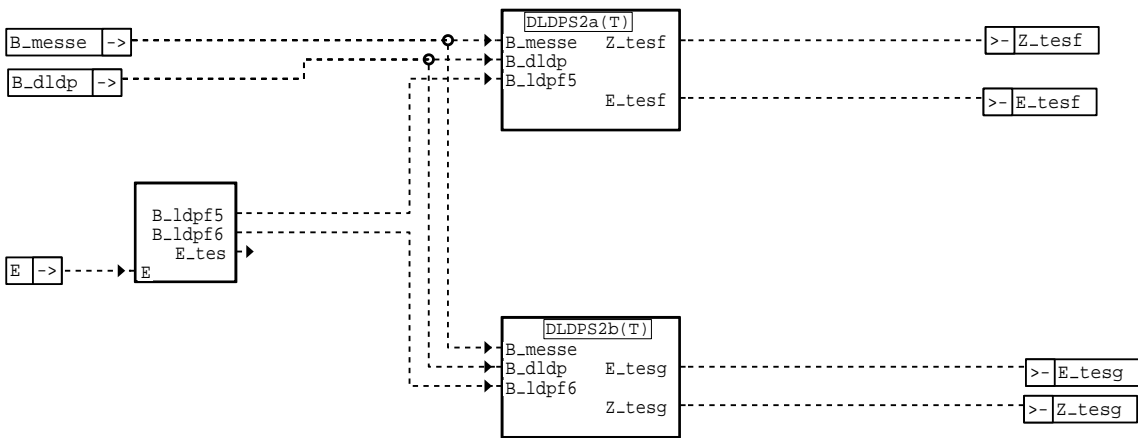 DLDPS2a(T)
B_messe -> B_messe Z_tesf >- Z_tesf
B_dldp -> B_dldp
B_ldpf5
E_tesf >- E_tesf
B_ldpf5
B_ldpf6
E_tes
E -> E
DLDPS2b(T)
B_messe
B_dldp E_tesg >- E_tesg
B_ldpf6
Z_tesg >- Z_tesg